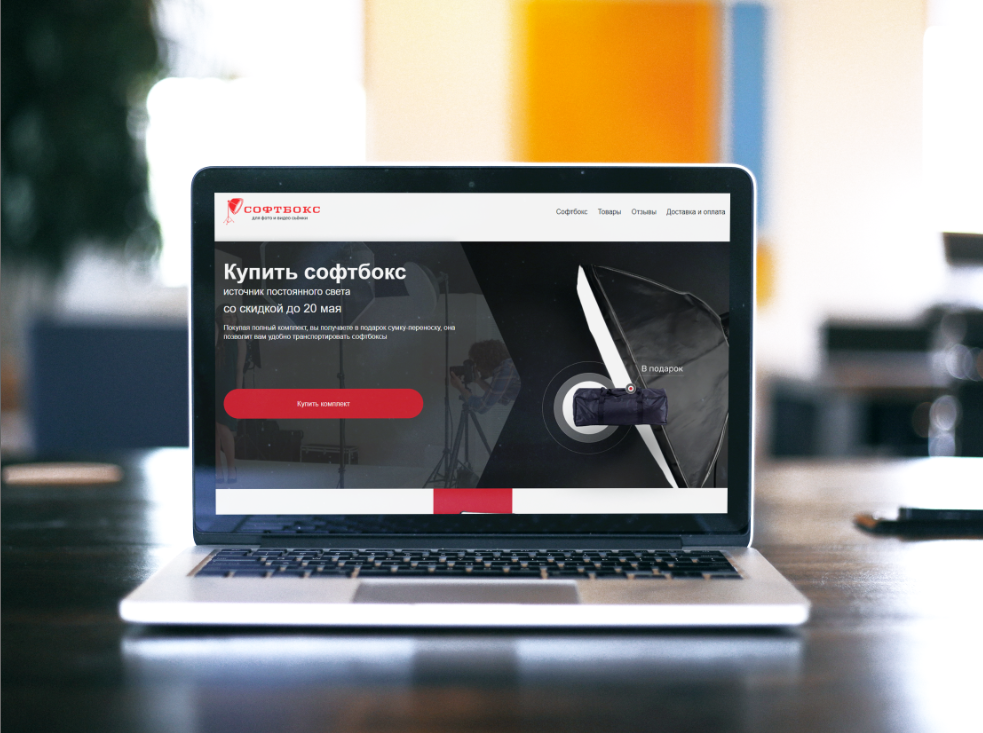 СОФТБОКС
для фото и видео съёмки
Софтбокс Товары Отзывы Доставка и оплата
Купить софтбокс
источник постоянного света
со скидкой до 20 мая
Покупая полный комплект, вы получаете в подарок сумку-переноску, она
позволит вам удобно транспортировать софтбоксы
В подарок
Купить комплект